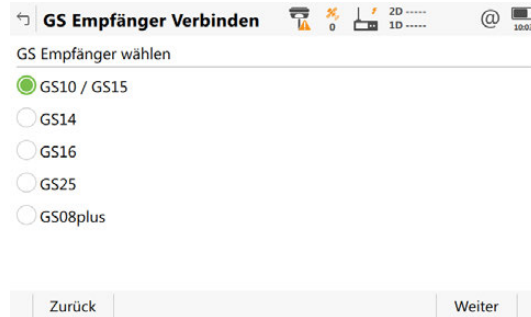 GS Empfänger Verbinden
0
2D -----
1D -----
@
GS Empfänger wählen
GS10 / GS15
GS14
GS16
GS25
GS08plus
Zurück
Weiter